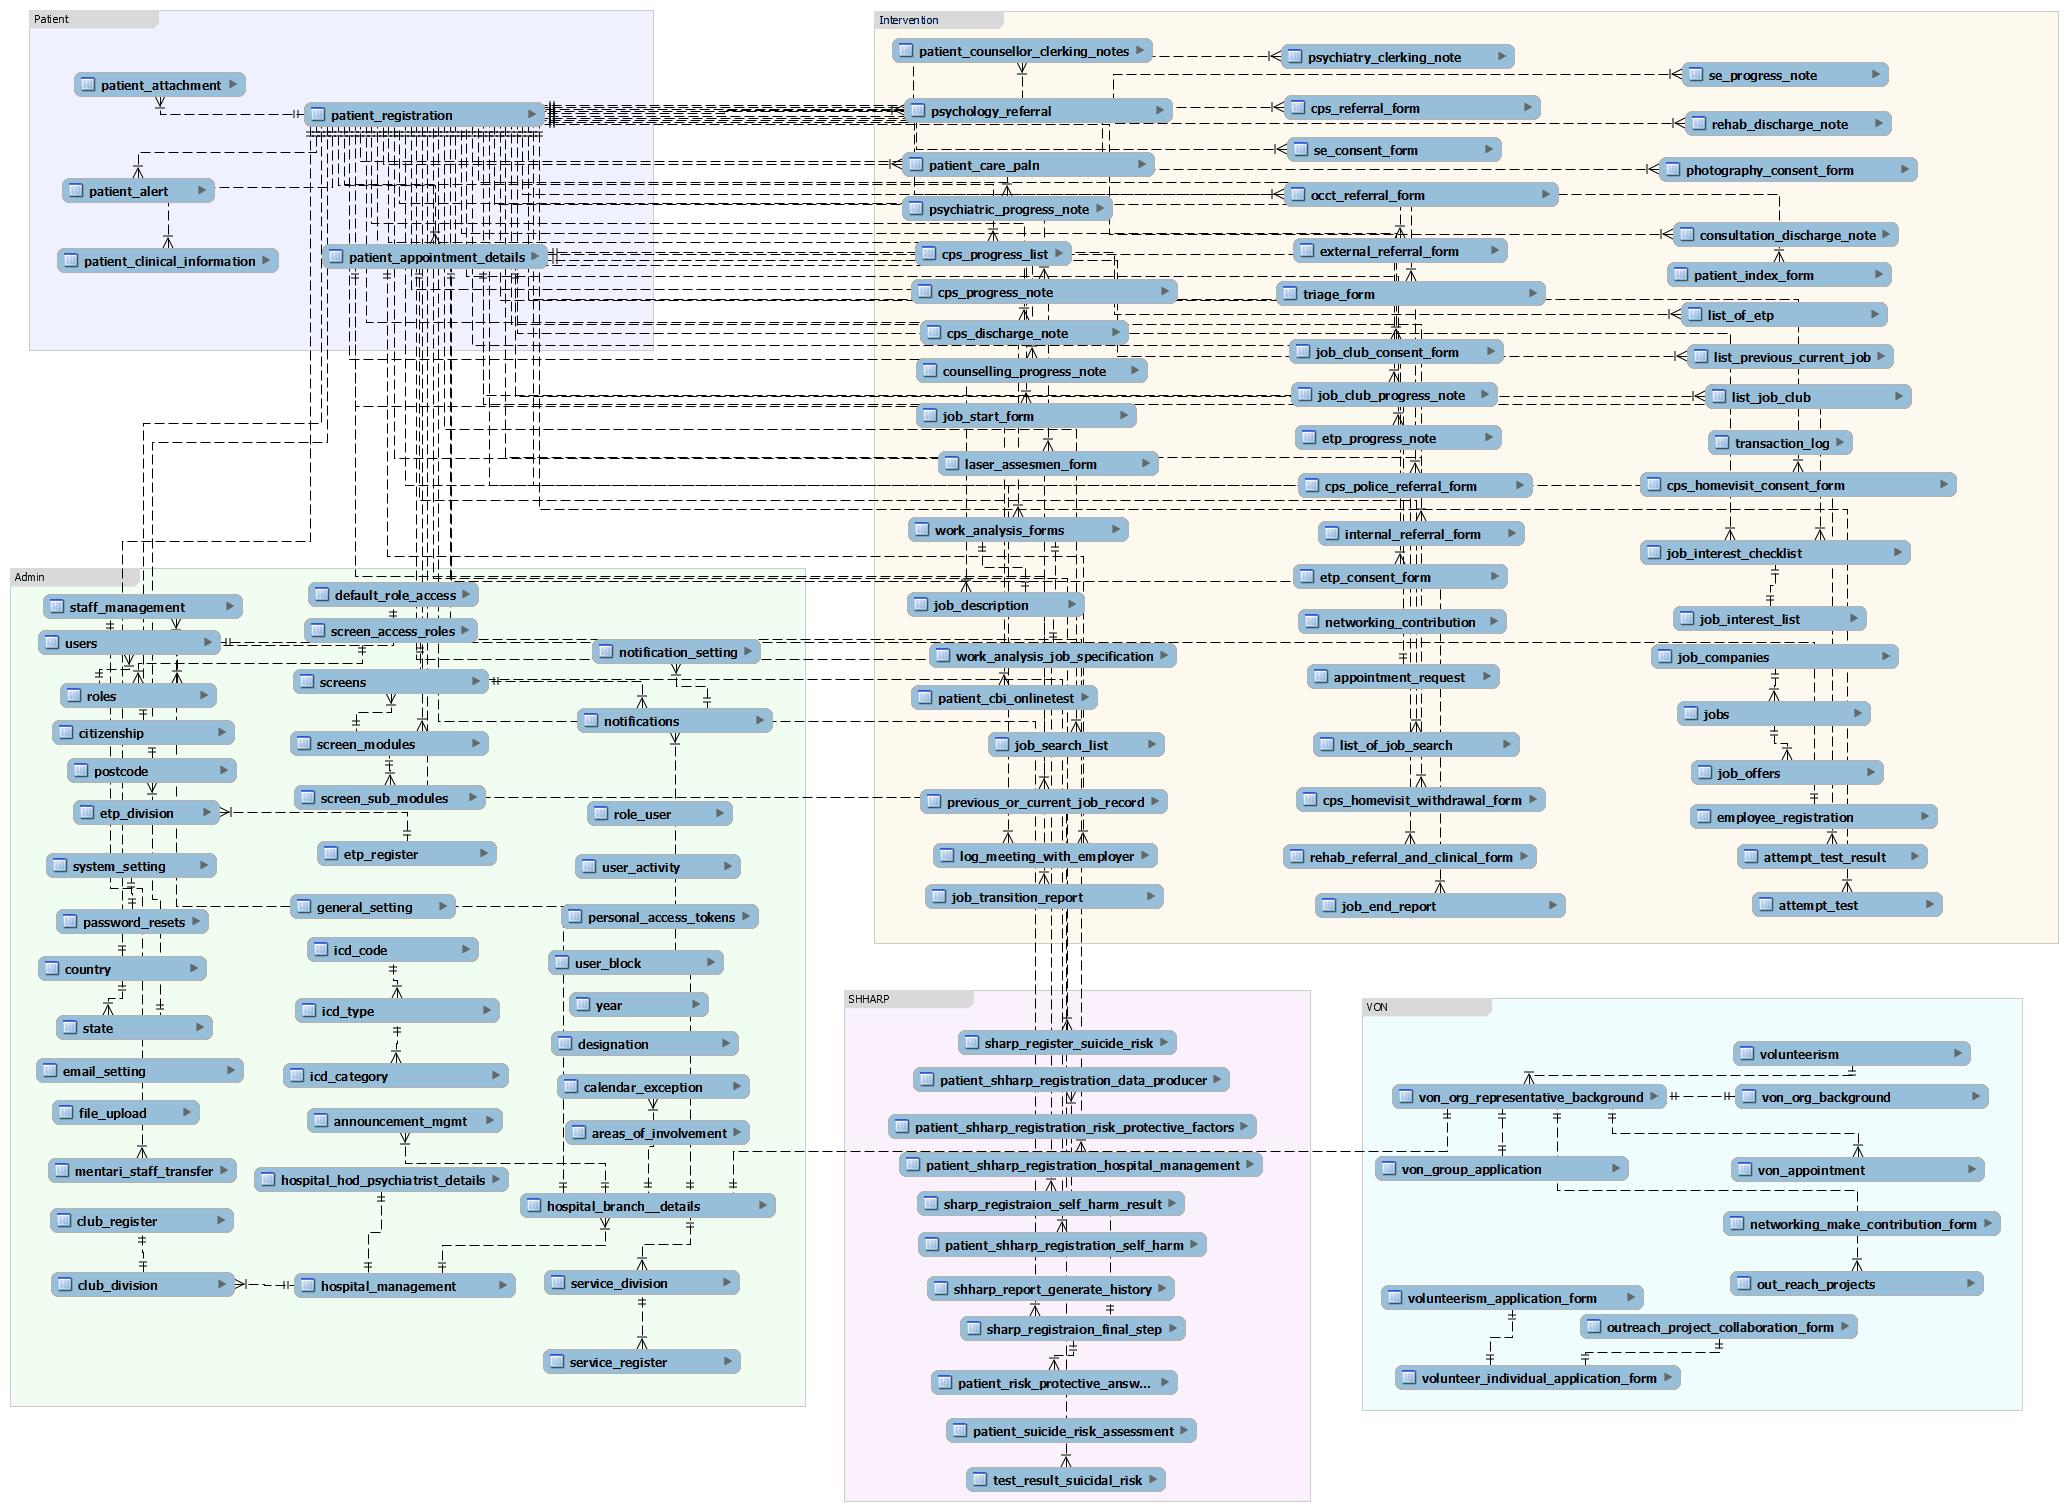 Patient
patient_attachment
patient_registration
patient_alert
patient_appointment_details
patient_clinical_information
Intervention
patient_counsellor_clerking_notes
psychology_referral
patient_care_paln
psychiatric_progress_note
cps_progress_list
cps_progress_note
cps_discharge_note
counselling_progress_note
job_start_form
laser_assesmen_form
work_analysis_forms
job_description
work_analysis_job_specification
patient_cbi_onlinetest
job_search_list
previous_or_current_job_record
log_meeting_with_employer
job_transition_report
psychiatry_clerking_note
cps_referral_form
se_consent_form
occt_referral_form
external_referral_form
triage_form
job_club_consent_form
job_club_progress_note
etp_progress_note
cps_police_referral_form
internal_referral_form
etp_consent_form
networking_contribution
appointment_request
list_of_job_search
cps_homevisit_withdrawal_form
rehab_referral_and_clinical_form
job_end_report
se_progress_note
rehab_discharge_note
photography_consent_form
consultation_discharge_note
patient_index_form
list_of_etp
list_previous_current_job
list_job_club
transaction_log
cps_homevisit_consent_form
job_interest_checklist
job_interest_list
job_companies
jobs
job_offers
employee_registration
attempt_test_result
attempt_test
Admin
staff_management
users
roles
citizenship
postcode
etp_division
system_setting
password_resets
country
state
email_setting
file_upload
mentari_staff_transfer
club_register
club_division
default_role_access
screen_access_roles
screens
screen_modules
screen_sub_modules
etp_register
general_setting
icd_code
icd_type
icd_category
announcement_mgmt
hospital_hod_psychiatrist_details
hospital_management
notification_setting
notifications
role_user
user_activity
personal_access_tokens
user_block
year
designation
calendar_exception
areas_of_involvement
hospital_branch__details
service_division
service_register
SHHARP
sharp_register_suicide_risk
patient_shharp_registration_data_producer
patient_shharp_registration_risk_protective_factors
patient_shharp_registration_hospital_management
sharp_registraion_self_harm_result
patient_shharp_registration_self_harm
shharp_report_generate_history
sharp_registraion_final_step
patient_risk_protective_answ...
patient_suicide_risk_assessment
test_result_suicidal_risk
VON
volunteerism
von_org_representative_background
von_org_background
von_group_application
von_appointment
networking_make_contribution_form
out_reach_projects
volunteerism_application_form
outreach_project_collaboration_form
volunteer_individual_application_form